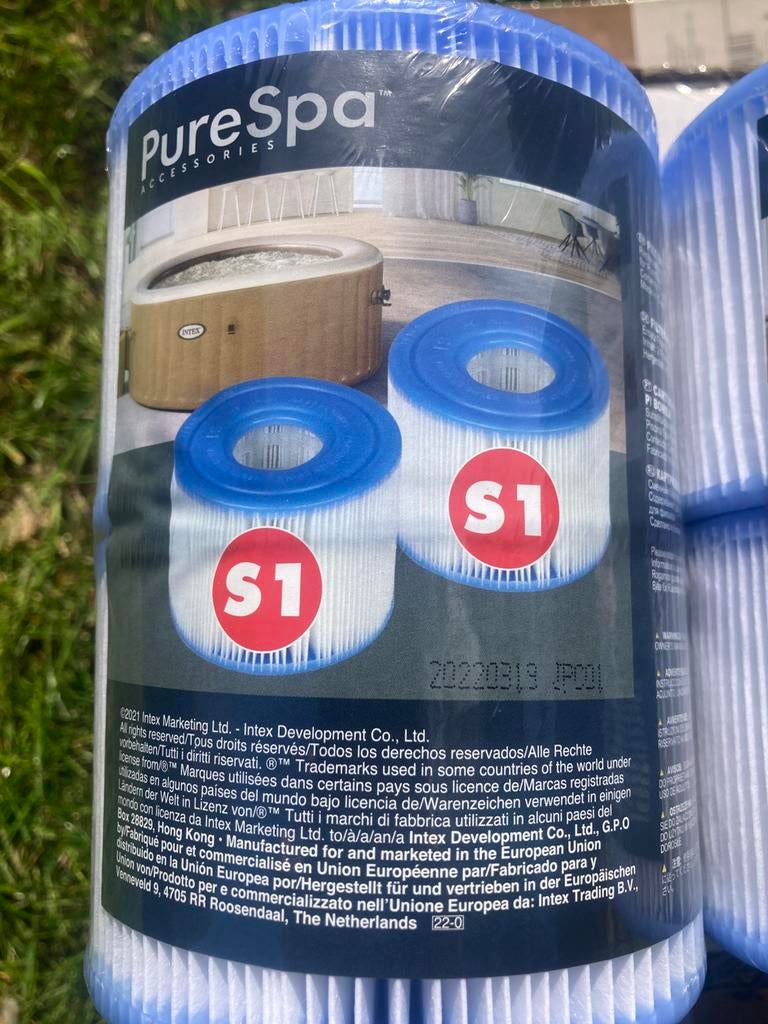 PureSpa™
ACCESSORIES
INTEX
S1
S1
20220319 JPC01
©2021 Intex Marketing Ltd. - Intex Development Co., Ltd.
All rights reserved/Tous droits réservés/Todos los derechos reservados/Alle Rechte
vorbehalten/Tutti i diritti riservati. ®™ Trademarks used in some countries of the world under
license from/®™ Marques utilisées dans certains pays sous licence de/Marcas registradas
utilizadas en algunos países del mundo bajo licencia de/Warenzeichen verwendet in einigen
Ländern der Welt in Lizenz von/®™ Tutti i marchi di fabbrica utilizzati in alcuni paesi del
mondo con licenza da Intex Marketing Ltd. to/à/a/an/a Intex Development Co., Ltd., G.P.O
Box 28829, Hong Kong • Manufactured for and marketed in the European Union
by/Fabriqué pour et commercialisé en Union Européenne par/Fabricado para y
distribuido en la Unión Europea por/Hergestellt für und vertrieben in der Europäischen
Union von/Prodotto per e commercializzato nell'Unione Europea da: Intex Trading B.V.,
Venneveld 9, 4705 RR Roosendaal, The Netherlands 22-0